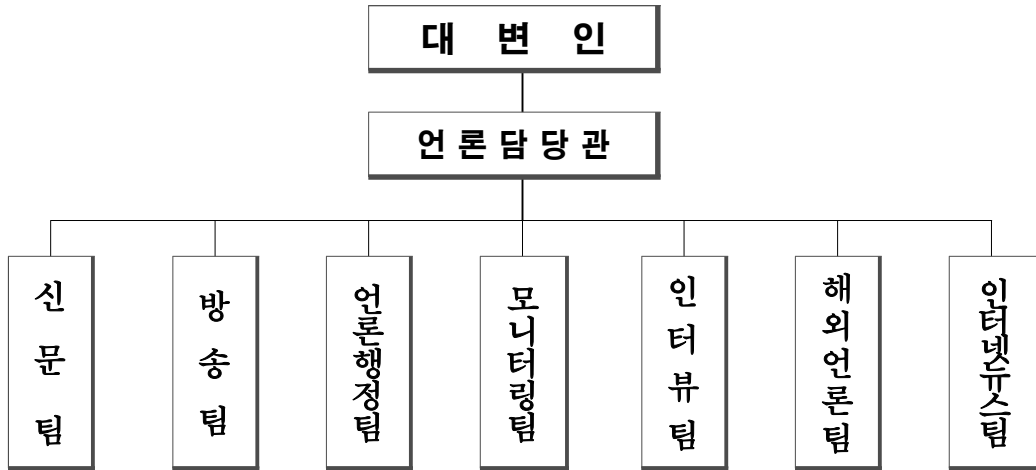 대 변 인
언론담당관
신문팀
방송팀
언론행정팀
모니터링팀
인터뷰팀
해외언론팀
인터넷뉴스팀